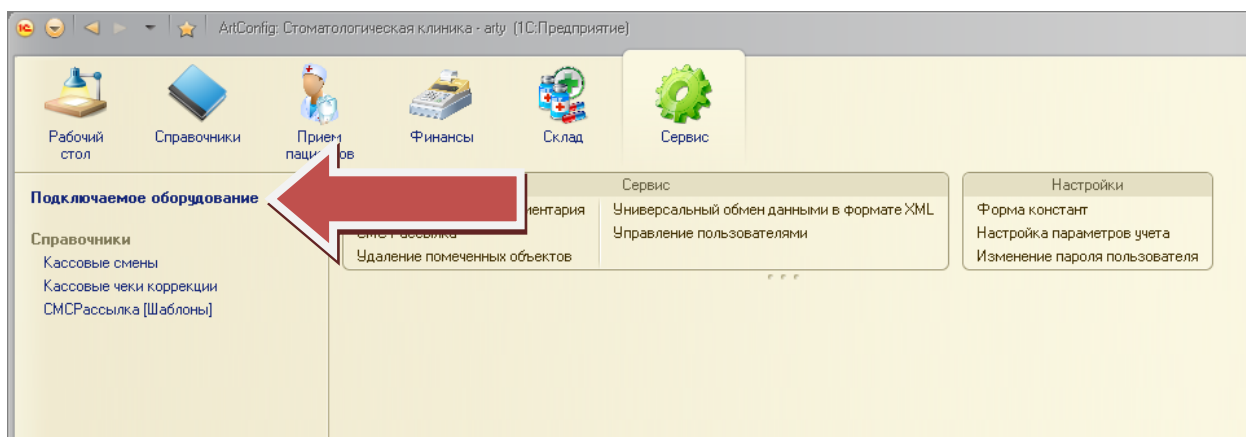 ArtConfig: Стоматологическая клиника - arty (1С:Предприятие)
Рабочий стол
Справочники
Прием
Финансы
Склад
Сервис
Подключаемое оборудование
Справочники
Кассовые смены
Кассовые чеки коррекции
СМСРассылка [Шаблоны]
Сервис
Удаление помеченных объектов
Универсальный обмен данными в формате XML
Управление пользователями
Настройки
Форма констант
Настройка параметров учета
Изменение пароля пользователя